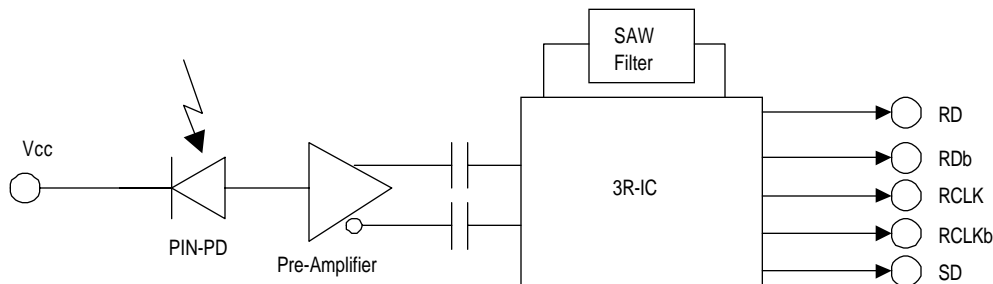 SAW
Filter
RD
Vcc
RDb
3R-IC
RCLK
PIN-PD
RCLKb
Pre-Amplifier
SD